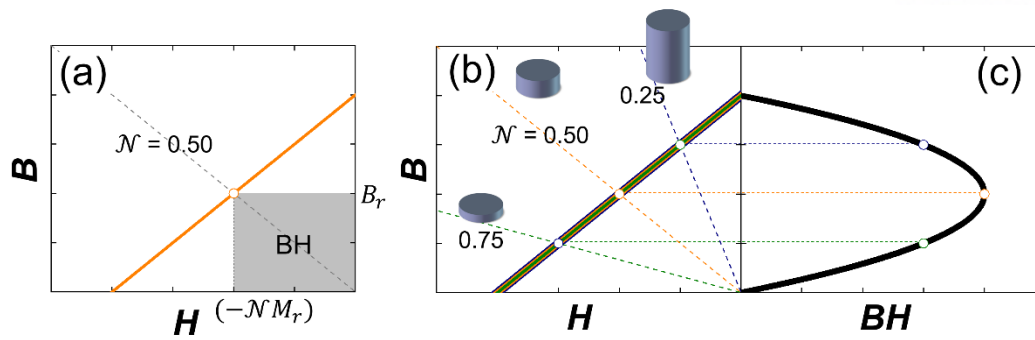 (a)
𝒩 = 0.50
B
B_r
BH
H
(−𝒩M_r)
(b)
0.25
𝒩 = 0.50
B
0.75
H
(c)
BH